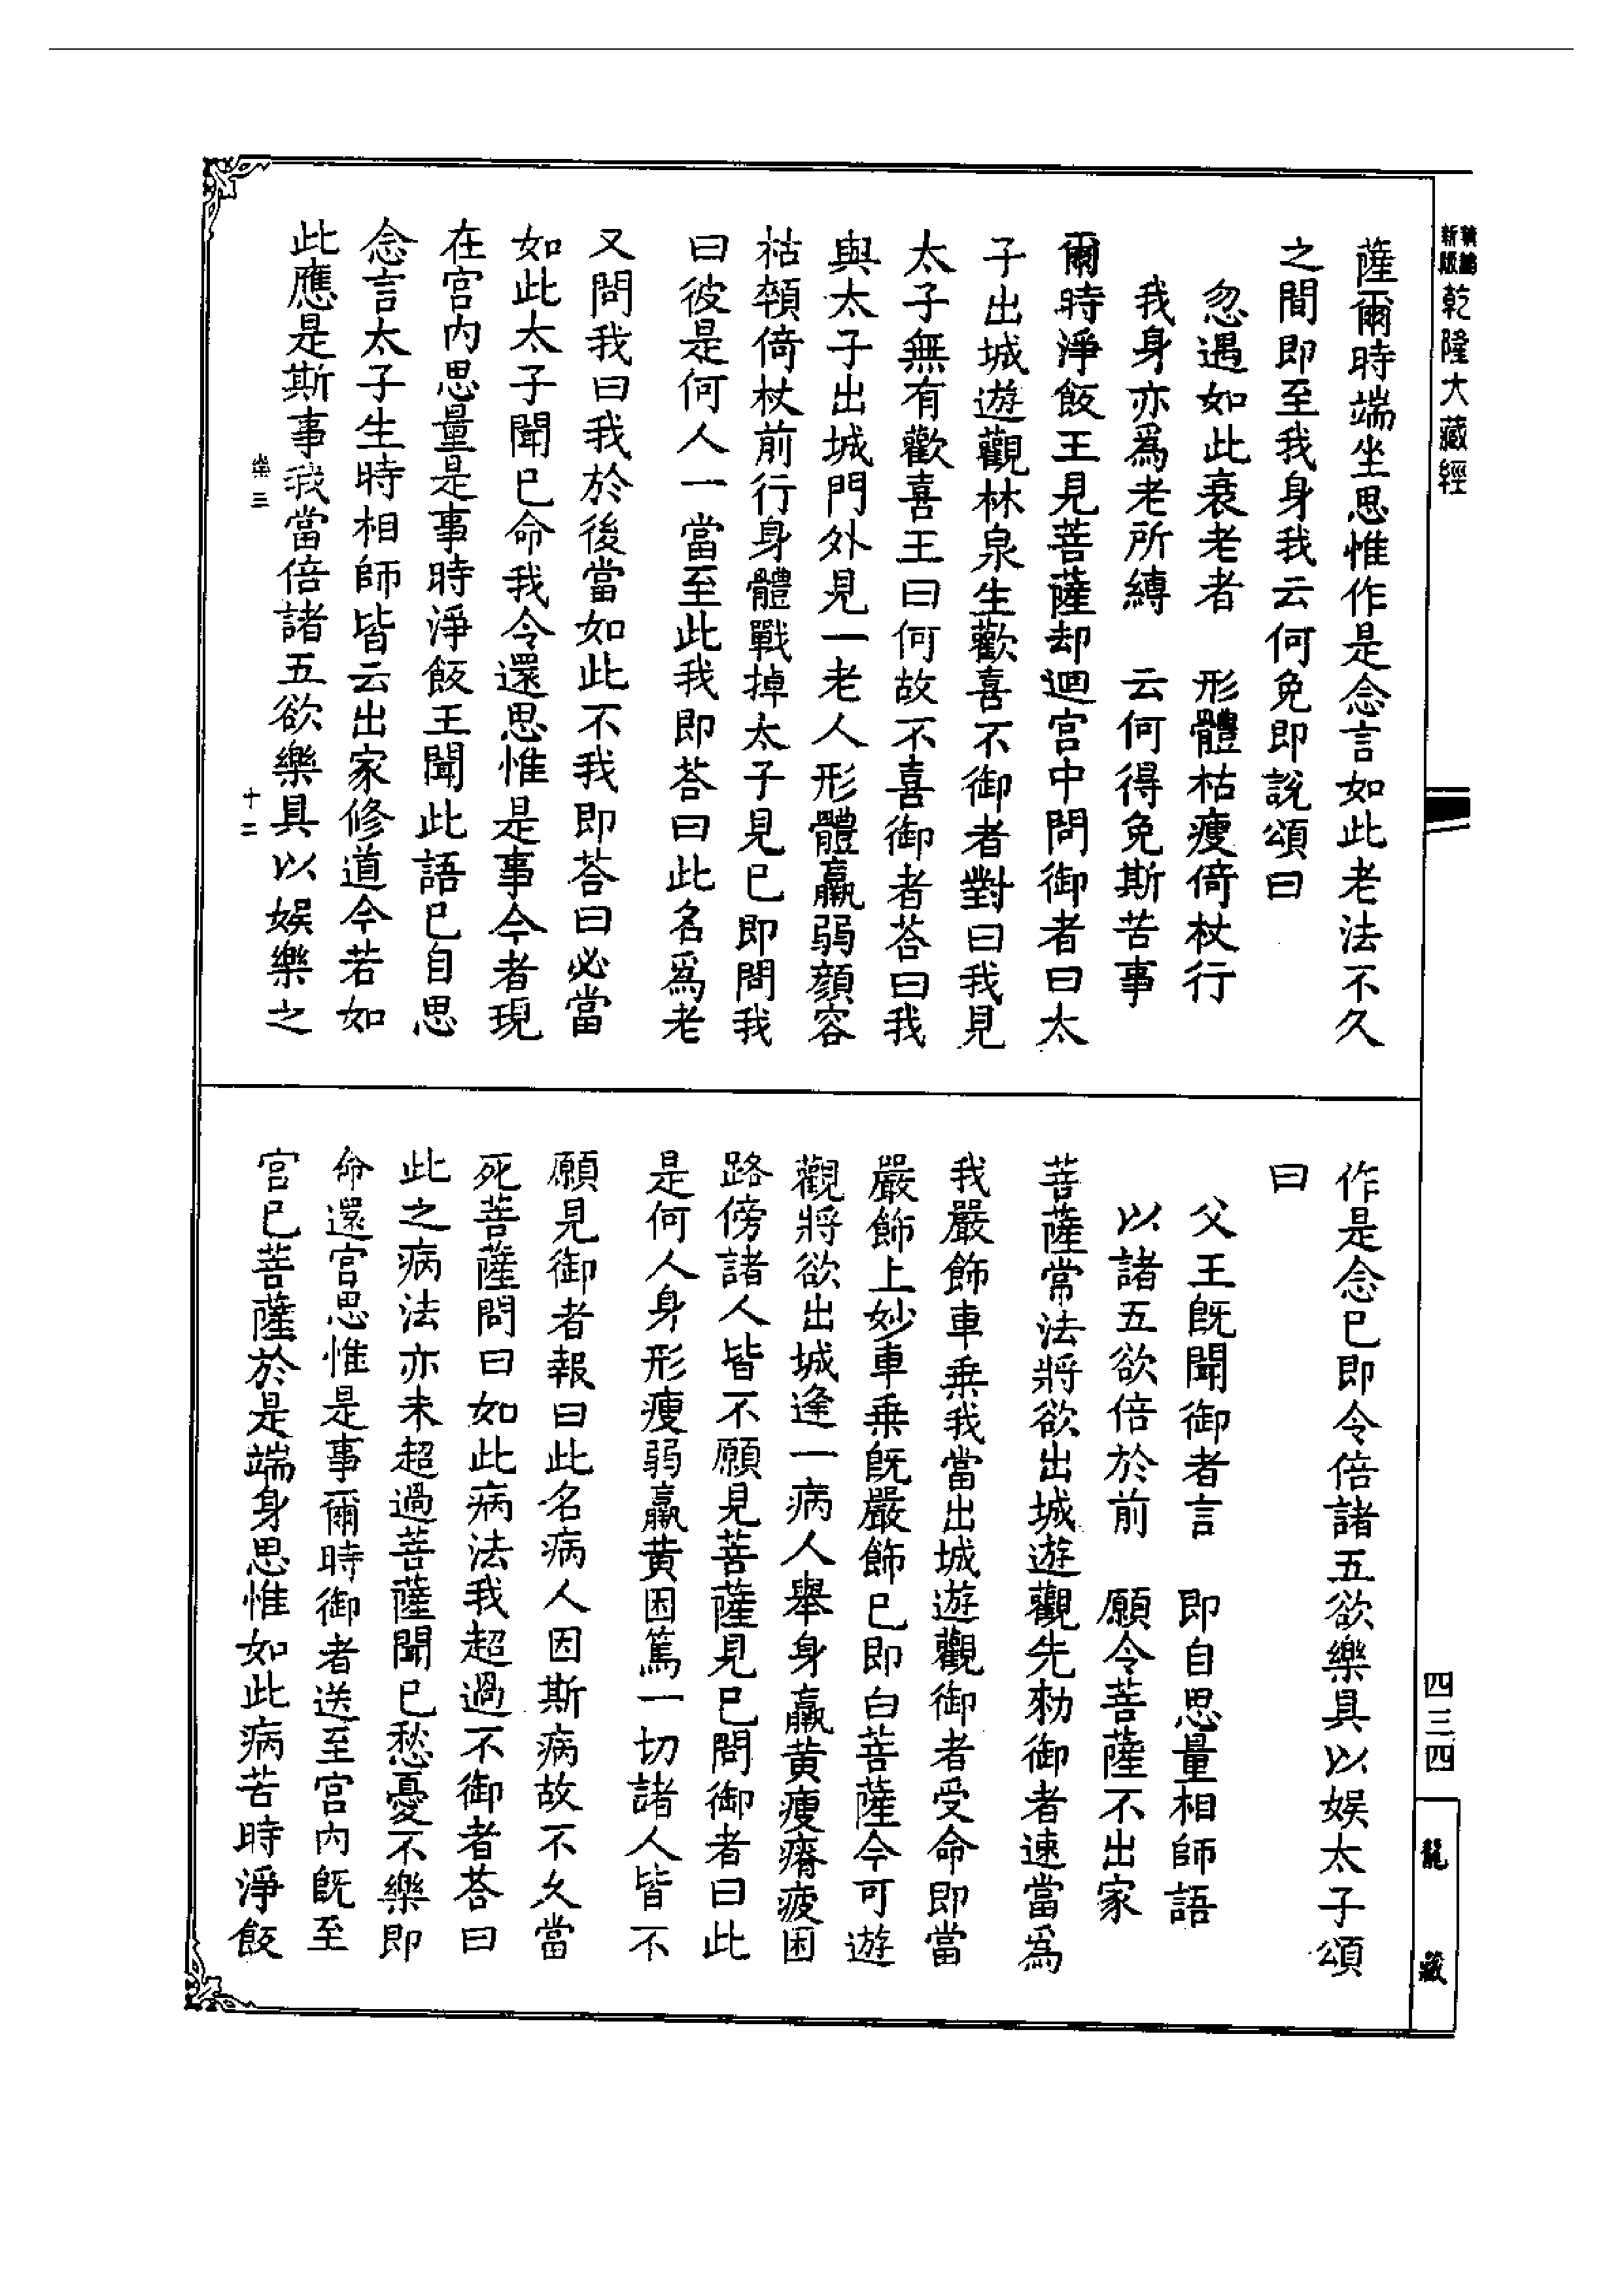 新版
乾隆大藏經
薩爾時端坐思惟作是念言如此老法不久
之間即至我身我云何免即說頌曰
忽遇如此衰老者　形體枯瘦倚杖行
我身亦爲老所縛　云何得免斯苦事
爾時淨飯王見菩薩却迴宮中問御者曰太
子出城遊觀林泉生歡喜不御者對曰我見
太子無有歡喜王曰何故不喜御者荅曰我
與太子出城門外見一老人形體羸弱顏容
枯顇倚杖前行身體戰掉太子見已即問我
曰彼是何人一當至此我即荅曰此名爲老
又問我曰我於後當如此不我即荅曰必當
如此太子聞已命我令還思惟是事今者現
在宮內思量是事時淨飯王聞此語已自思
念言太子生時相師皆云出家修道今若如
此應是斯事我當倍諸五欲樂具以娛樂之
樂三
十二
作是念已即令倍諸五欲樂具以娛太子頌
曰
父王旣聞御者言　即自思量相師語
以諸五欲倍於前　願令菩薩不出家
菩薩常法將欲出城遊觀先勑御者速當爲
我嚴飾車乗我當出城遊觀御者受命即當
嚴飾上妙車乗旣嚴飾已即白菩薩今可遊
觀將欲出城逢一病人舉身羸黃瘦瘠疲困
路傍諸人皆不願見菩薩見已問御者曰此
是何人身形瘦弱羸黃困篤一切諸人皆不
願見御者報曰此名病人因斯病故不久當
死菩薩問曰如此病法我超過不御者荅曰
此之病法亦未超過菩薩聞已愁憂不樂即
命還宮思惟是事爾時御者送至宮內旣至
宮已菩薩於是端身思惟如此病苦時淨飯
四三四
龍藏